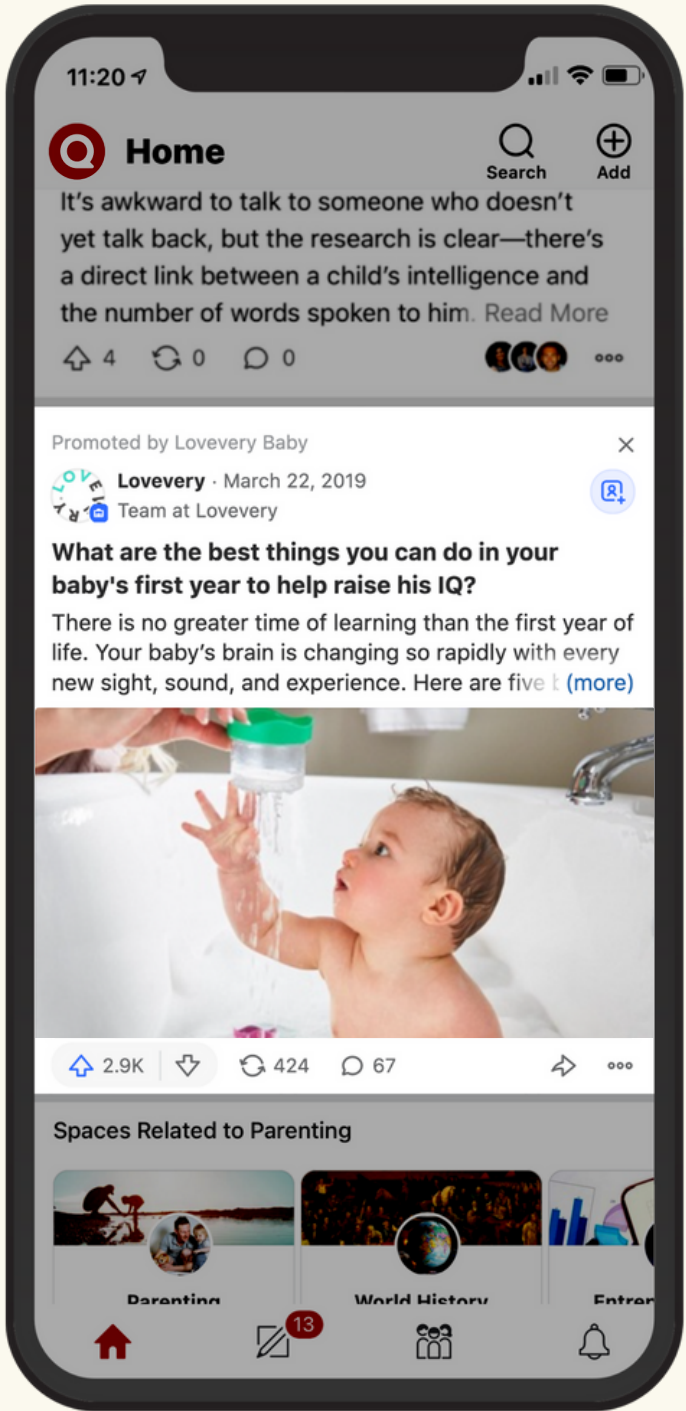 11:20
Home
Search
Add
It's awkward to talk to someone who doesn't
yet talk back, but the research is clear—there's
a direct link between a child's intelligence and
the number of words spoken to him. Read More
4 0 0
Promoted by Lovevery Baby
LOVEVERY
Lovevery · March 22, 2019
Team at Lovevery
What are the best things you can do in your
baby's first year to help raise his IQ?
There is no greater time of learning than the first year of
life. Your baby's brain is changing so rapidly with every
new sight, sound, and experience. Here are five (more)
2.9K 424 67
Spaces Related to Parenting
Parenting World History
13